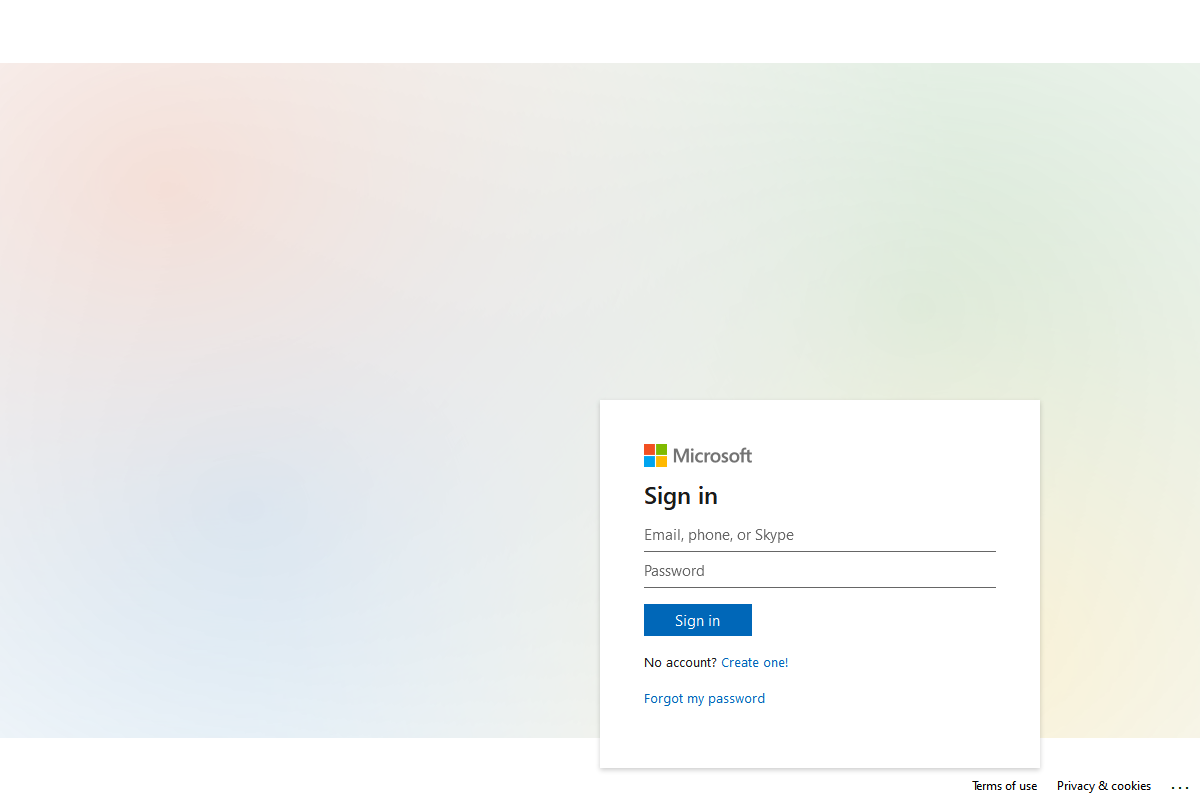 Microsoft
Sign in
Email, phone, or Skype
Password
Sign in
No account? Create one!
Forgot my password
Terms of use Privacy & cookies ...